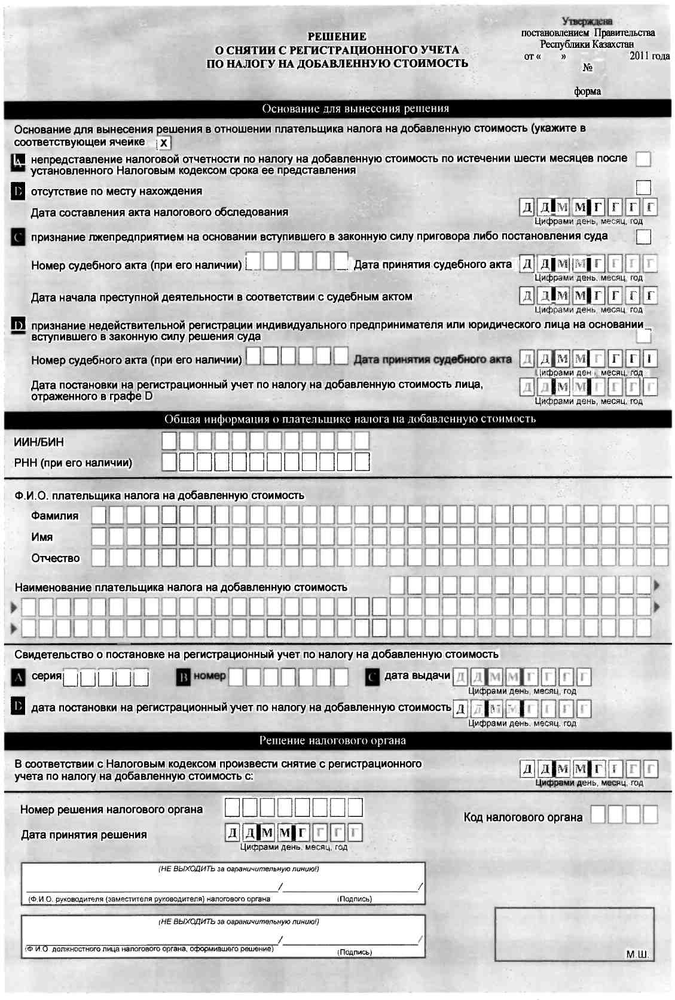 Утверждена
постановлением Правительства
Республики Казахстан
от « » 2011 года
№
форма
РЕШЕНИЕ
О СНЯТИИ С РЕГИСТРАЦИОННОГО УЧЕТА
ПО НАЛОГУ НА ДОБАВЛЕННУЮ СТОИМОСТЬ
Основание для вынесения решения
Основание для вынесения решения в отношении плательщика налога на добавленную стоимость (укажите в
соответствующеи ячеике X
A непредставление налоговой отчетности по налогу на добавленную стоимость по истечении шести месяцев после
установленного Налоговым кодексом срока ее представления
B отсутствие по месту нахождения
Дата составления акта налогового обследования Д Д М М Г Г Г Г
Цифрами день, месяц, год
C признание лжепредприятием на основании вступившего в законную силу приговора либо постановления суда
Номер судебного акта (при его наличии) Дата принятия судебного акта Д Д М М Г Г Г Г
Цифрами день. месяц, год
Дата начала преступной деятельности в соответствии с судебным актом Д Д М М Г Г Г Г
Цифрами день. месяц, год
D признание недействительной регистрации индивидуального предпринимателя или юридического лица на основании
вступившего в законную силу решения суда
Номер судебного акта (при его наличии) Дата принятия судебного акта Д Д М М Г Г Г Г
Цифрами ден , месяц, год
Дата постановки на регистрационный учет по налогу на добавленную стоимость лица,
отраженного в графе D Д Д М М Г Г Г Г
Цифрами день, месяц, год
Общая информация о плательщике налога на добавленную стоимость
ИИН/БИН
РНН (при его наличии)
Ф.И.О. плательщика налога на добавленную стоимость
Фамилия
Имя
Отчество
Наименование плательщика налога на добавленную стоимость
Свидетельство о постановке на регистрационный учет по налогу на добавленную стоимость
A серия B номер C дата выдачи Д Д М М Г Г Г Г
Цифрами день. месяц, год
D дата постановки на регистрационный учет по налогу на добавленную стоимость Д Д М М Г Г Г Г
Цифрами день. месяц. год
Решение налогового органа
В соответствии с Налоговым кодексом произвести снятие с регистрационного
учета по налогу на добавленную стоимость с: Д Д М М Г Г Г Г
Цифрами день, месяц, год
Номер решения налогового органа
Код налогового органа
Дата принятия решения Д Д М М Г Г Г Г
Цифрами день. месяц, год
(НЕ ВЫХОДИТЬ за ограничительную линию!)
/ /
(Ф.И О. руководителя (заместителя руководителя) налогового органа (Подпись)
(НЕ ВЫХОДИТЬ за ограничительную линию!)
/ /
(Ф И О должностного лица налогового органа, оформившего решение) (Подпись)
М.Ш.